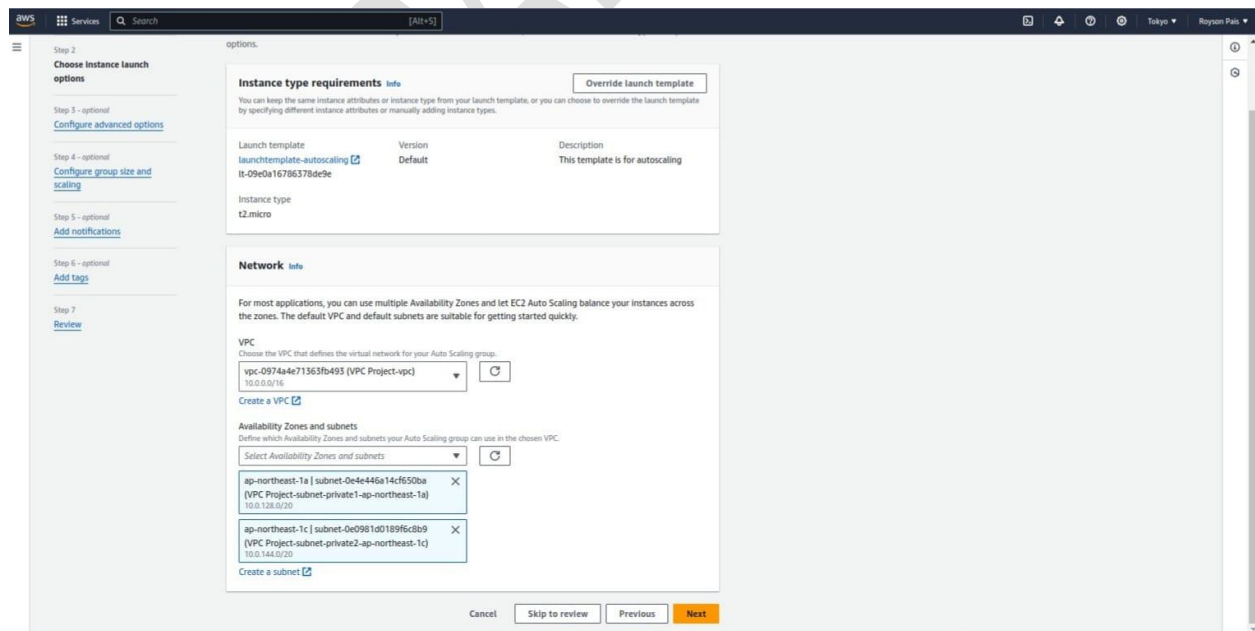 aws
Services
Search
[Alt+S]
Tokyo
Royson Pais
Step 2
Choose instance launch
options
Step 3 - optional
Configure advanced options
Step 4 - optional
Configure group size and
scaling
Step 5 - optional
Add notifications
Step 6 - optional
Add tags
Step 7
Review
options.
Instance type requirements Info
Override launch template
You can keep the same instance attributes or instance type from your launch template, or you can choose to override the launch template
by specifying different instance attributes or manually adding instance types.
Launch template
launchtemplate-autoscaling
lt-09e0a16786378de9e
Version
Default
Description
This template is for autoscaling
Instance type
t2.micro
Network Info
For most applications, you can use multiple Availability Zones and let EC2 Auto Scaling balance your instances across
the zones. The default VPC and default subnets are suitable for getting started quickly.
VPC
Choose the VPC that defines the virtual network for your Auto Scaling group.
vpc-0974a4e71363fb493 (VPC Project-vpc)
10.0.0.0/16
Create a VPC
Availability Zones and subnets
Define which Availability Zones and subnets your Auto Scaling group can use in the chosen VPC.
Select Availability Zones and subnets
ap-northeast-1a | subnet-0e4e446a14cf650ba
(VPC Project-subnet-private1-ap-northeast-1a)
10.0.128.0/20
ap-northeast-1c | subnet-0e0981d0189f6c8b9
(VPC Project-subnet-private2-ap-northeast-1c)
10.0.144.0/20
Create a subnet
Cancel
Skip to review
Previous
Next